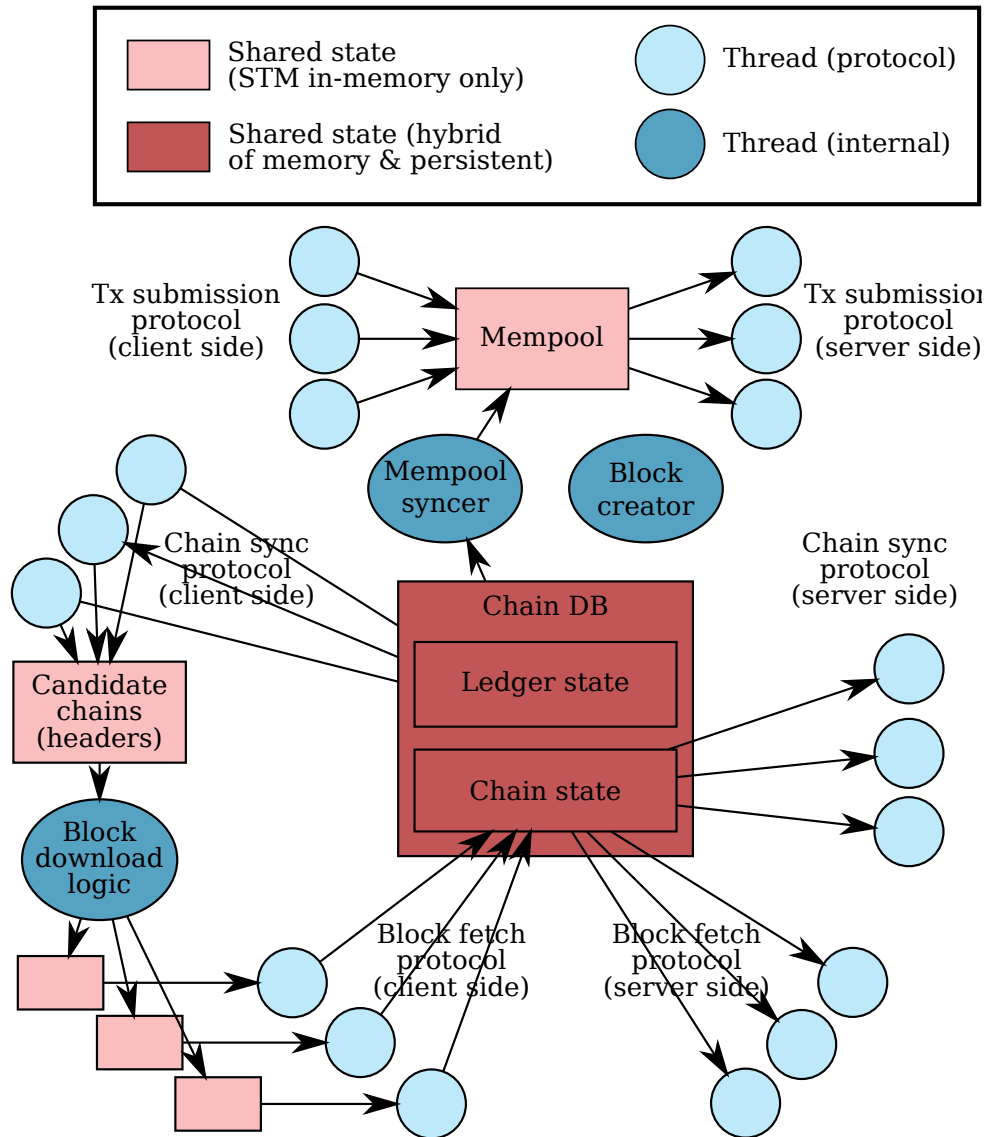 Shared state
(STM in-memory only)
Thread (protocol)
Shared state (hybrid
of memory & persistent)
Thread (internal)
Tx submission
protocol
(client side)
Mempool
Tx submission
protocol
(server side)
Mempool
syncer
Block
creator
Chain sync
protocol
(client side)
Chain sync
protocol
(server side)
Chain DB
Ledger state
Candidate
chains
(headers)
Chain state
Block
download
logic
Block fetch
protocol
(client side)
Block fetch
protocol
(server side)